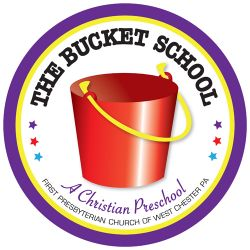 THE BUCKET SCHOOL
A Christian Preschool
FIRST PRESBYTERIAN CHURCH OF WEST CHESTER PA